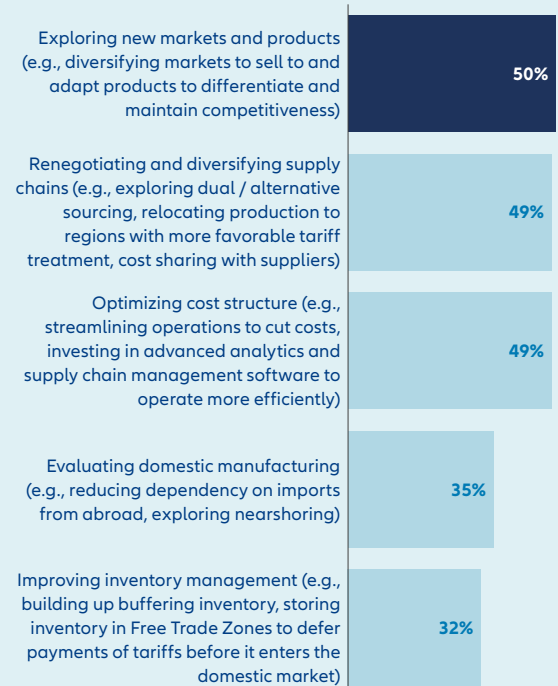 Exploring new markets and products
(e.g., diversifying markets to sell to and
adapt products to differentiate and
maintain competitiveness)
50%
Renegotiating and diversifying supply
chains (e.g., exploring dual / alternative
sourcing, relocating production to
regions with more favorable tariff
treatment, cost sharing with suppliers)
49%
Optimizing cost structure (e.g.,
streamlining operations to cut costs,
investing in advanced analytics and
supply chain management software to
operate more efficiently)
49%
Evaluating domestic manufacturing
(e.g., reducing dependency on imports
from abroad, exploring nearshoring)
35%
Improving inventory management (e.g.,
building up buffering inventory, storing
inventory in Free Trade Zones to defer
payments of tariffs before it enters the
domestic market)
32%